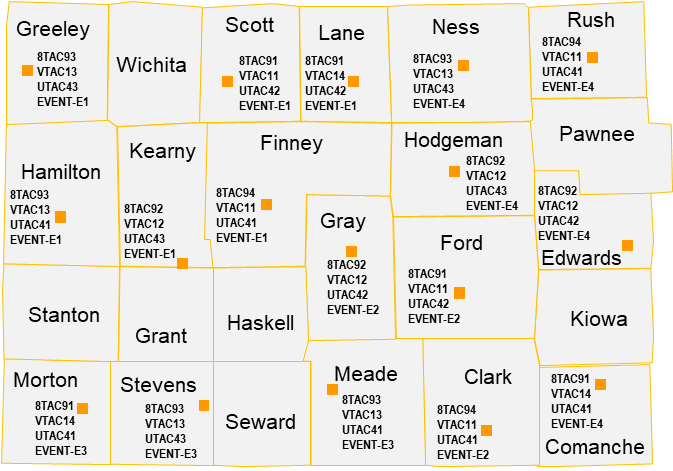 Greeley
8TAC93
VTAC13
UTAC43
EVENT-E1
Wichita
Scott
8TAC91
VTAC11
UTAC42
EVENT-E1
Lane
8TAC91
VTAC14
UTAC42
EVENT-E1
Ness
8TAC93
VTAC13
UTAC43
EVENT-E4
Rush
8TAC94
VTAC11
UTAC41
EVENT-E4
Hamilton
8TAC93
VTAC13
UTAC41
EVENT-E1
Kearny
8TAC92
VTAC12
UTAC43
EVENT-E1
Finney
8TAC94
VTAC11
UTAC41
EVENT-E1
Hodgeman
8TAC92
VTAC12
UTAC43
EVENT-E4
Pawnee
Gray
8TAC92
VTAC12
UTAC42
EVENT-E2
Ford
8TAC91
VTAC11
UTAC42
EVENT-E2
8TAC92
VTAC12
UTAC42
EVENT-E4
Edwards
Stanton
Grant
Haskell
Kiowa
Morton
8TAC91
VTAC14
UTAC41
EVENT-E3
Stevens
8TAC93
VTAC13
UTAC43
EVENT-E3
Seward
Meade
8TAC93
VTAC13
UTAC41
EVENT-E3
Clark
8TAC94
VTAC11
UTAC41
EVENT-E2
8TAC91
VTAC14
UTAC41
EVENT-E4
Comanche